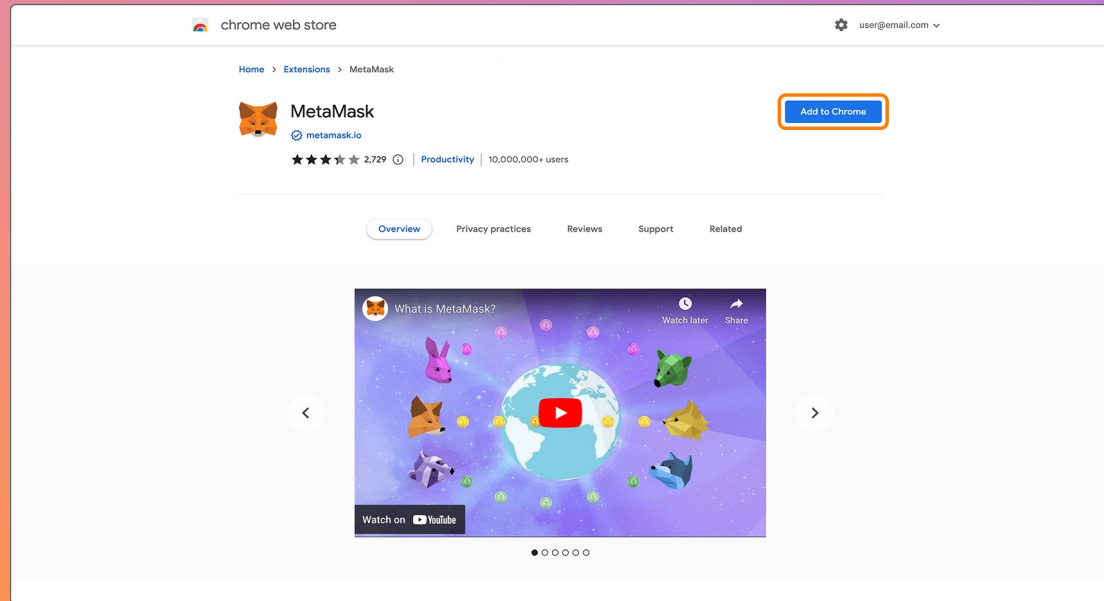 chrome web store
user@email.com
Home > Extensions > MetaMask
MetaMask
Add to Chrome
metamask.io
2,729 | Productivity | 10,000,000+ users
Overview Privacy practices Reviews Support Related
What is MetaMask?
Watch later Share
Watch on YouTube